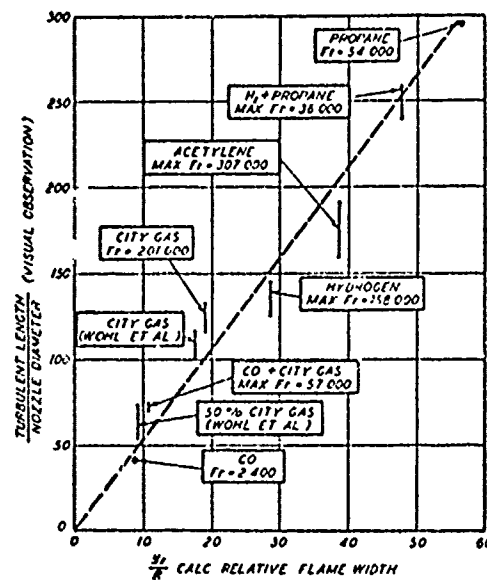 300
250
200
150
100
50
0
TURBULENT LENGTH (VISUAL OBSERVATION)
NOZZLE DIAMETER
PROPANE
Fr = 54 000
H₂ + PROPANE
MAX Fr = 36 000
ACETYLENE
MAX Fr = 307 000
CITY GAS
Fr = 201 000
HYDROGEN
MAX Fr =
CITY GAS
(WOHL ET AL)
CO + CITY GAS
MAX Fr = 57 000
50 % CITY GAS
(WOHL ET AL)
CO
Fr = 2 400
0 10 20 30 40 50 60
CALC RELATIVE FLAME WIDTH